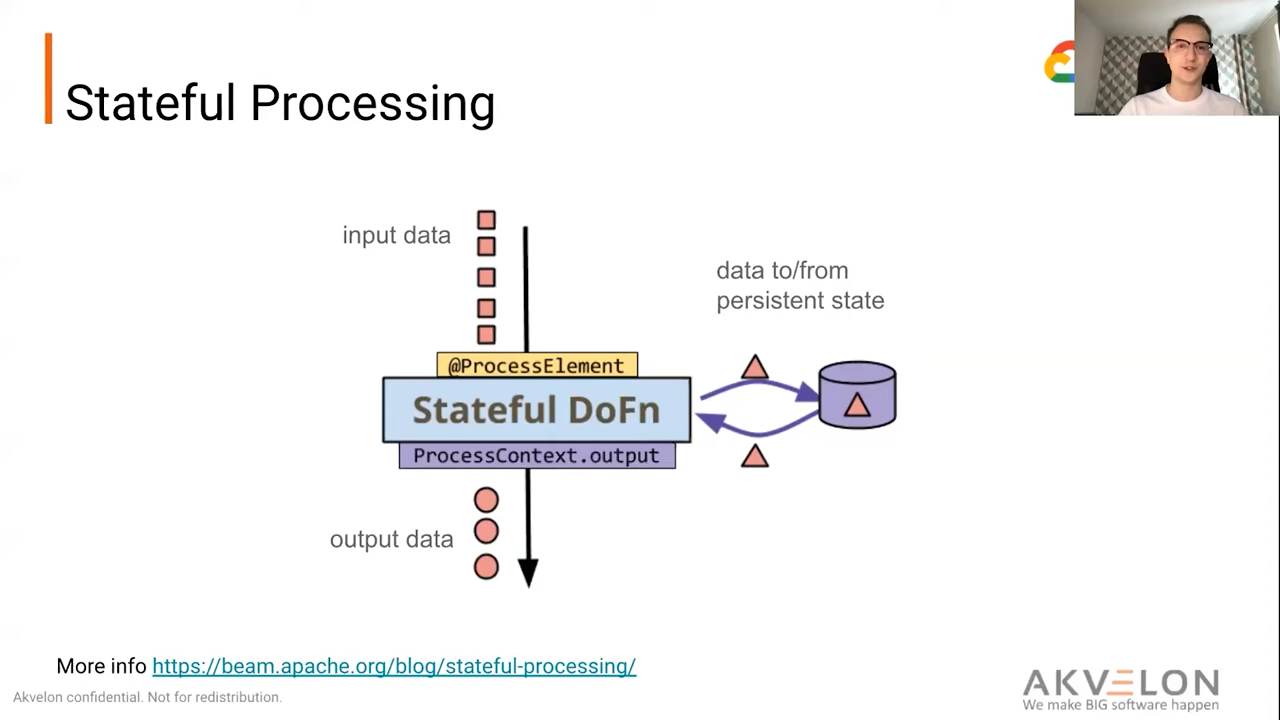 Stateful Processing
input data
data to/from
persistent state
@ProcessElement
Stateful DoFn
ProcessContext.output
output data
More info https://beam.apache.org/blog/stateful-processing/
Akvelon confidential. Not for redistribution.
AKVELON
We make BIG software happen